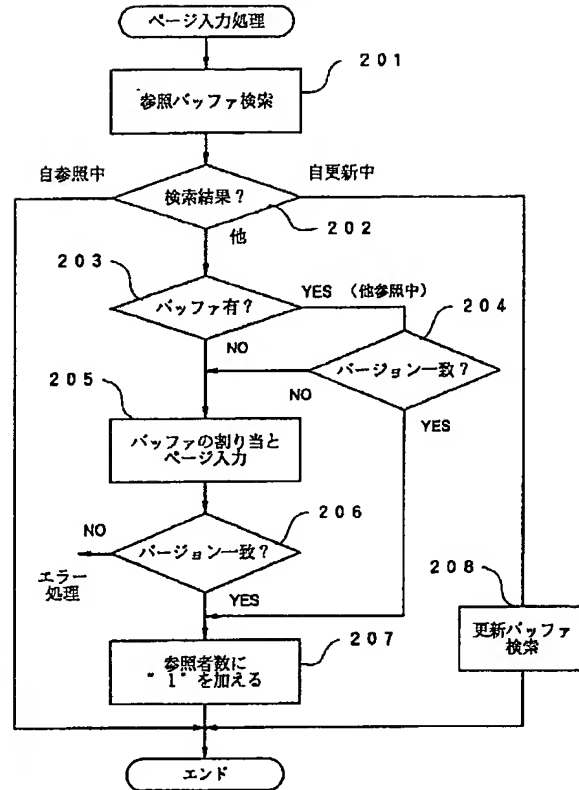 ページ入力処理
201
参照バッファ検索
自参照中
自更新中
検索結果?
202
他
203
YES (他参照中)
204
バッファ有?
NO
バージョン一致?
NO
205
YES
バッファの割り当と
ページ入力
206
NO
バージョン一致?
208
エラー
処理
YES
207
更新バッファ
検索
参照者数に
"1"を加える
エンド